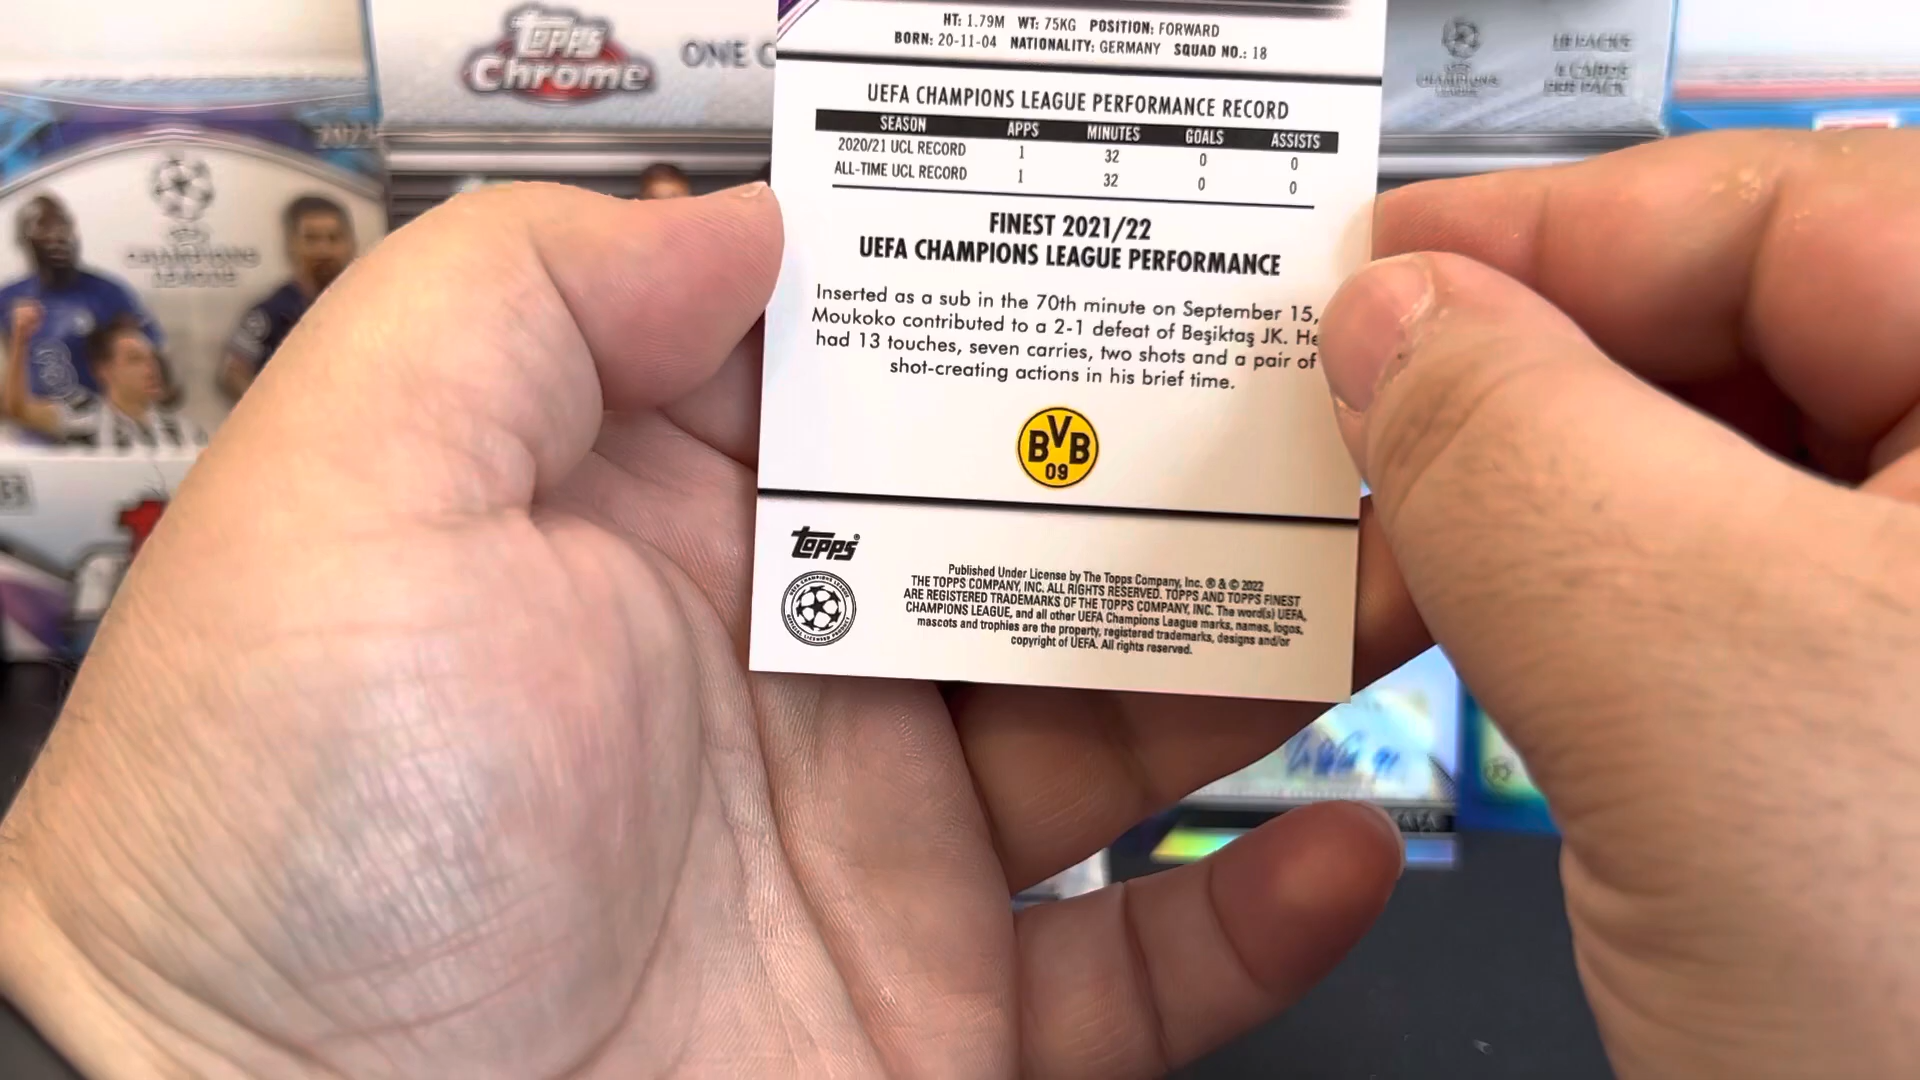 Topps
Chrome
ONE C
HT: 1.79M WT: 75KG POSITION: FORWARD
BORN: 20-11-04 NATIONALITY: GERMANY SQUAD NO.: 18
UEFA CHAMPIONS LEAGUE PERFORMANCE RECORD
SEASON APPS MINUTES GOALS ASSISTS
2020/21 UCL RECORD 1 32 0 0
ALL-TIME UCL RECORD 1 32 0 0
FINEST 2021/22
UEFA CHAMPIONS LEAGUE PERFORMANCE
Inserted as a sub in the 70th minute on September 15,
Moukoko contributed to a 2-1 defeat of Beşiktaş JK. He
had 13 touches, seven carries, two shots and a pair of
shot-creating actions in his brief time.
BVB
09
topps®
Published Under License by The Topps Company, Inc. ® & © 2022
THE TOPPS COMPANY, INC. ALL RIGHTS RESERVED. TOPPS AND TOPPS FINEST
ARE REGISTERED TRADEMARKS OF THE TOPPS COMPANY, INC. The word(s) UEFA,
CHAMPIONS LEAGUE, and all other UEFA Champions League marks, names, logos,
mascots and trophies are the property, registered trademarks, designs and/or
copyright of UEFA. All rights reserved.
CHAMPIONS
LEAGUE